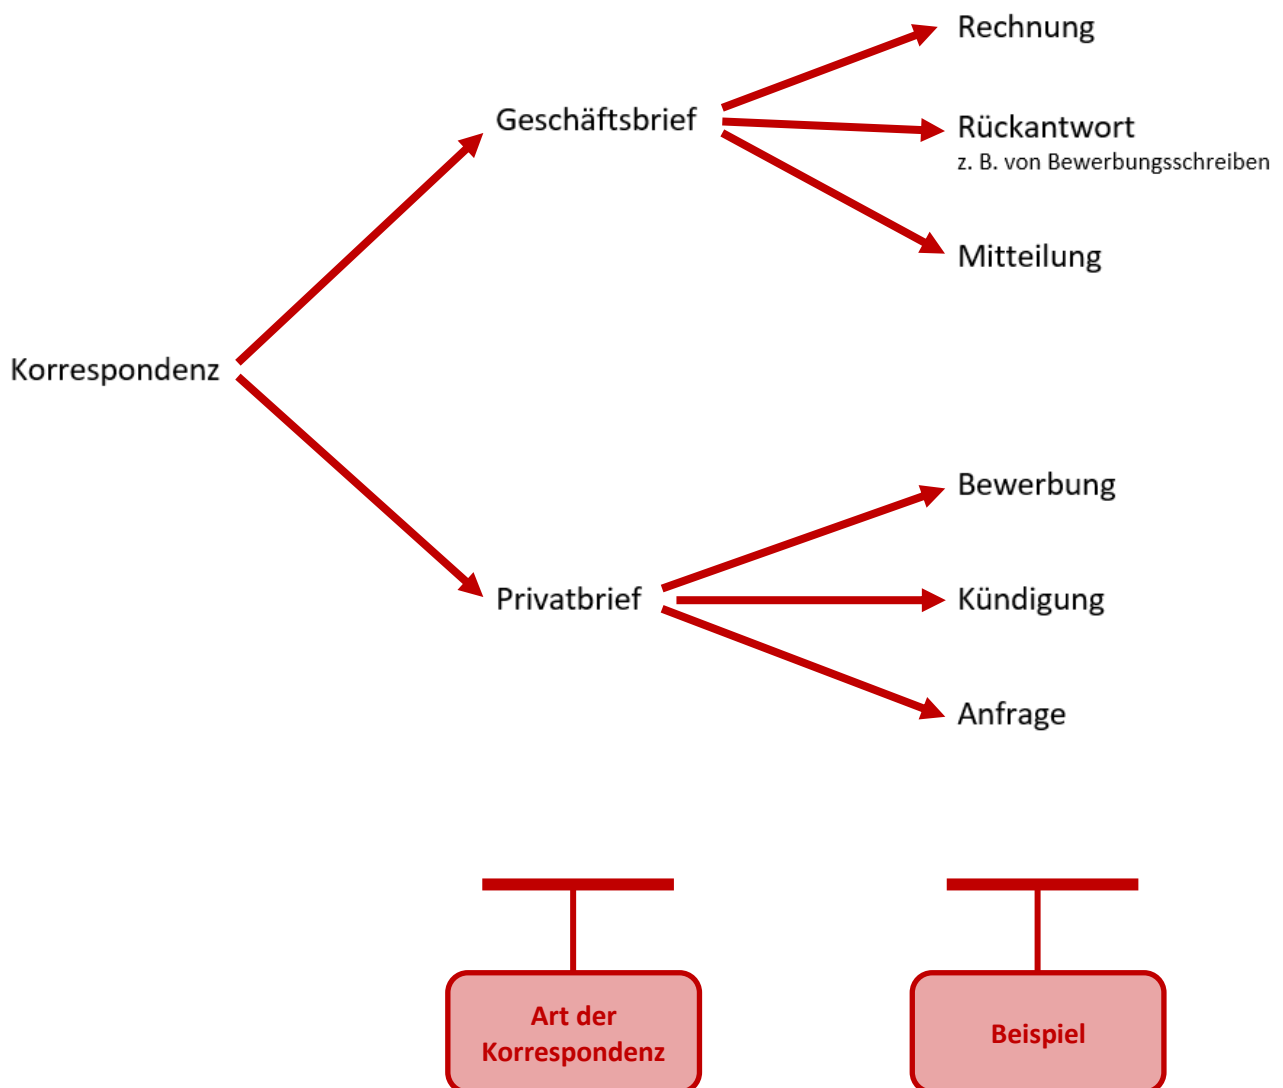 Rechnung
Geschäftsbrief
Rückantwort
z. B. von Bewerbungsschreiben
Mitteilung
Korrespondenz
Bewerbung
Privatbrief
Kündigung
Anfrage
Art der
Korrespondenz
Beispiel